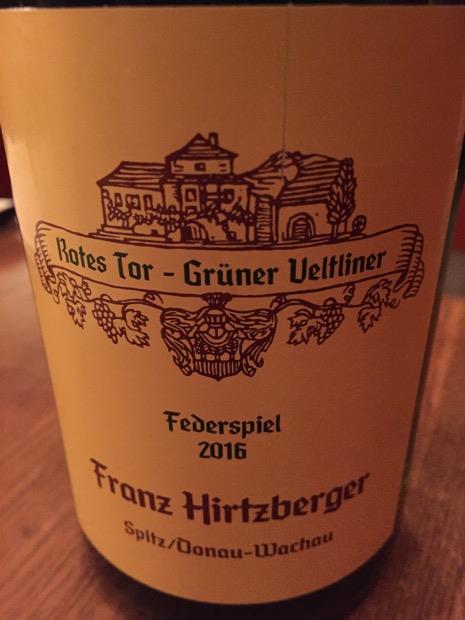 Rotes Tor - Grüner Veltliner
Federspiel
2016
Franz Hirtzberger
Spitz/Donau-Wachau